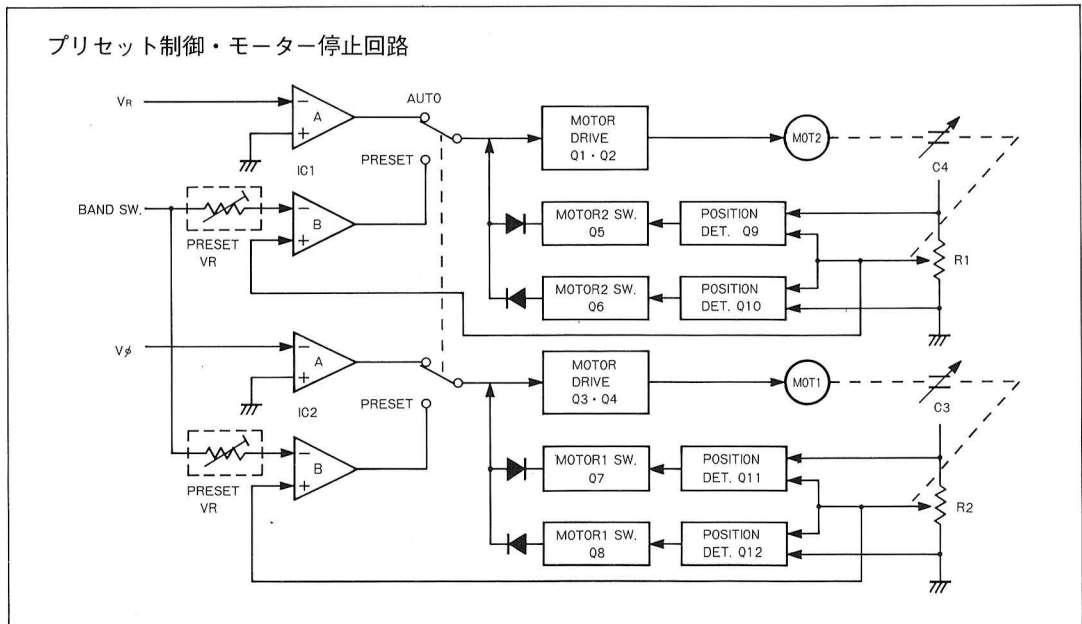 プリセット制御・モーター停止回路
VR
BAND SW.
PRESET
VR
A
IC1
B
AUTO
PRESET
MOTOR
DRIVE
Q1・Q2
MOT2
C4
MOTOR2 SW.
Q5
POSITION
DET. Q9
R1
MOTOR2 SW.
Q6
POSITION
DET. Q10
Vφ
A
IC2
B
PRESET
VR
PRESET
MOTOR
DRIVE
Q3・Q4
MOT1
C3
MOTOR1 SW.
Q7
POSITION
DET. Q11
R2
MOTOR1 SW.
Q8
POSITION
DET. Q12